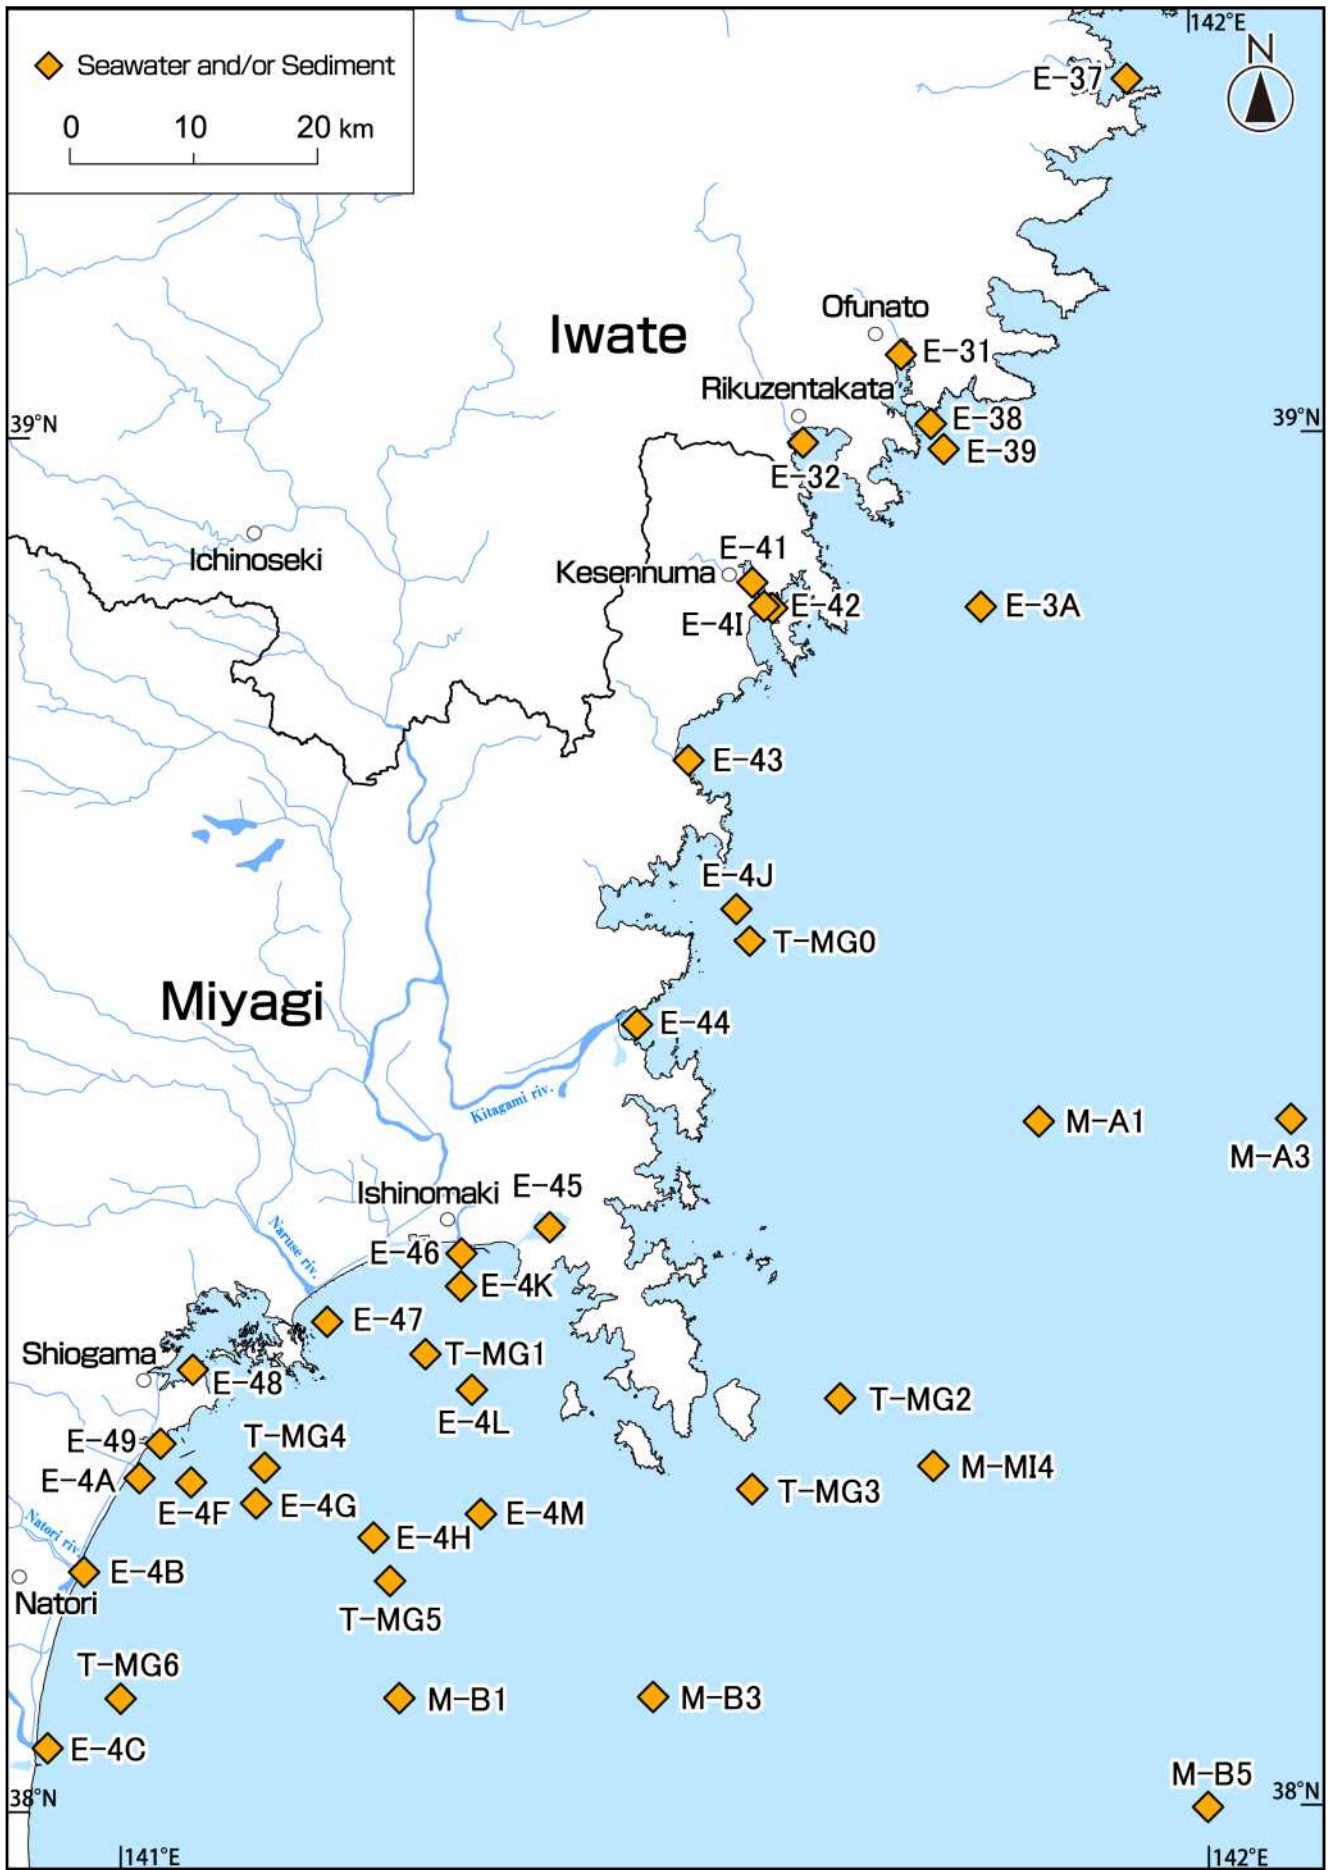 142°E
N
Seawater and/or Sediment
0 10 20 km
E-37
Ofunato
Iwate
E-31
Rikuzentakata
39°N
39°N
E-38
E-39
E-32
Ichinoseki
E-41
Kesennuma
E-42
E-4I
E-3A
E-43
E-4J
T-MG0
Miyagi
E-44
Kitagami riv.
M-A1
M-A3
Ishinomaki
E-45
Naruse riv.
E-46
E-4K
E-47
Shiogama
T-MG1
E-48
E-4L
T-MG2
E-49
T-MG4
E-4A
M-MI4
E-4F
E-4G
T-MG3
E-4M
Natori riv.
E-4H
E-4B
Natori
T-MG5
T-MG6
M-B1
M-B3
E-4C
M-B5
38°N
38°N
141°E
142°E